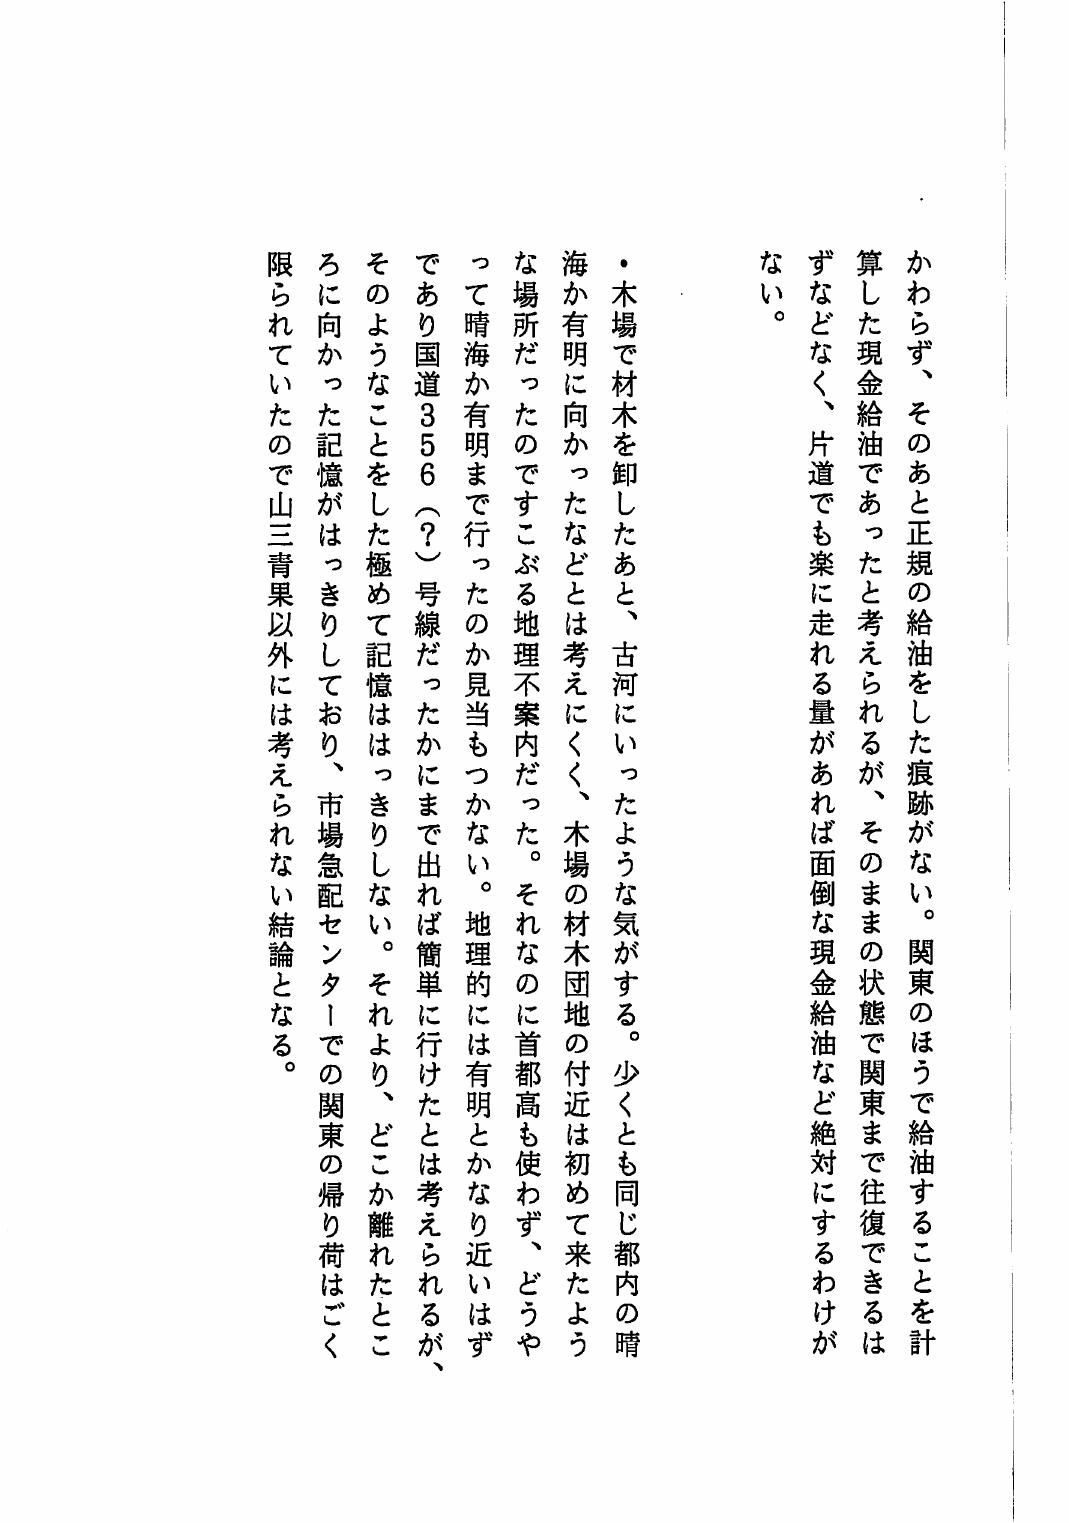 かわらず、そのあと正規の給油をした痕跡がない。関東のほうで給油することを計
算した現金給油であったと考えられるが、そのままの状態で関東まで往復できるは
ずなどなく、片道でも楽に走れる量があれば面倒な現金給油など絶対にするわけが
ない。
・木場で材木を卸したあと、古河にいったような気がする。少くとも同じ都内の晴
海か有明に向かったなどとは考えにくく、木場の材木団地の付近は初めて来たよう
な場所だったのですこぶる地理不案内だった。それなのに首都高も使わず、どうや
って晴海か有明まで行ったのか見当もつかない。地理的には有明とかなり近いはず
であり国道356（?）号線だったかにまで出れば簡単に行けたとは考えられるが、
そのようなことをした極めて記憶ははっきりしない。それより、どこか離れたとこ
ろに向かった記憶がはっきりしており、市場急配センターでの関東の帰り荷はごく
限られていたので山三青果以外には考えられない結論となる。